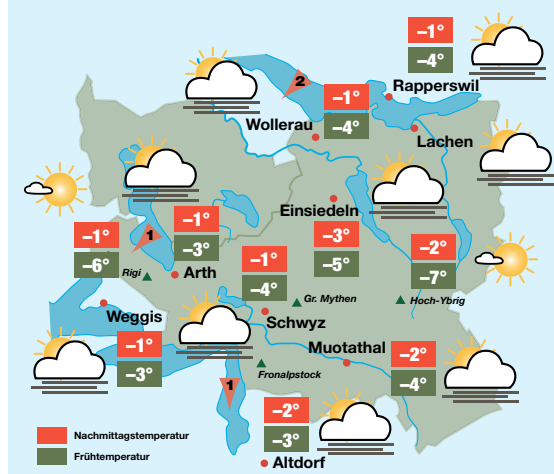 −1°
−4°
Rapperswil
2
−1°
−4°
Wollerau
Lachen
Einsiedeln
−3°
−5°
−1°
−3°
−1°
−6°
1
Rigi
Arth
−1°
−4°
−2°
−7°
Gr. Mythen
Hoch-Ybrig
Weggis
Schwyz
−1°
−3°
Muotathal
−2°
−4°
Fronalpstock
1
−2°
−3°
Altdorf
Nachmittagstemperatur
Frühtemperatur